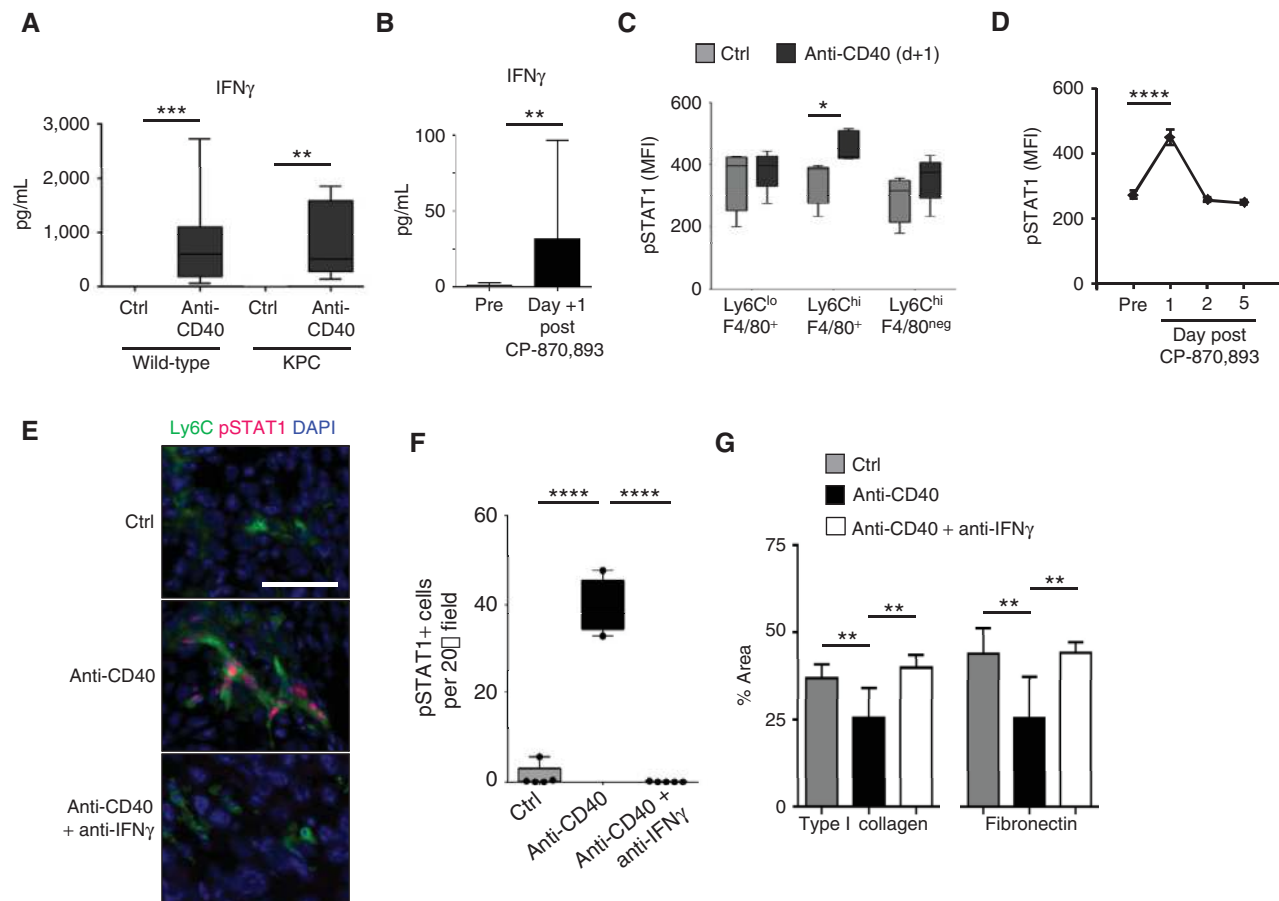 A
IFNγ
***
**
pg/mL
3,000
2,000
1,000
0
Ctrl
Anti-
CD40
Ctrl
Anti-
CD40
Wild-type
KPC
B
IFNγ
**
pg/mL
100
50
0
Pre
Day +1
post
CP-870,893
C
Ctrl
Anti-CD40 (d+1)
*
pSTAT1 (MFI)
600
400
200
0
Ly6Clo
F4/80+
Ly6Chi
F4/80+
Ly6Chi
F4/80neg
D
****
pSTAT1 (MFI)
600
400
200
0
Pre
1
2
5
Day post
CP-870,893
E
Ly6C pSTAT1 DAPI
Ctrl
Anti-CD40
Anti-CD40
+ anti-IFNγ
F
****
****
pSTAT1+ cells
per 20□ field
60
40
20
0
Ctrl
Anti-CD40
Anti-CD40 +
anti-IFNγ
G
Ctrl
Anti-CD40
Anti-CD40 + anti-IFNγ
% Area
75
50
25
0
**
**
**
**
Type I collagen
Fibronectin